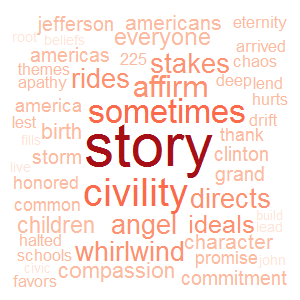 jefferson americans eternity
root beliefs everyone arrived
americas 225 stakes chaos
themes rides deep lend
apathy affirm hurts
america sometimes drift
lest birth story thank
fills storm clinton
live civility grand
honored directs
common
children angel ideals build
halted character lead
schools whirlwind promise john
civic compassion
favors commitment